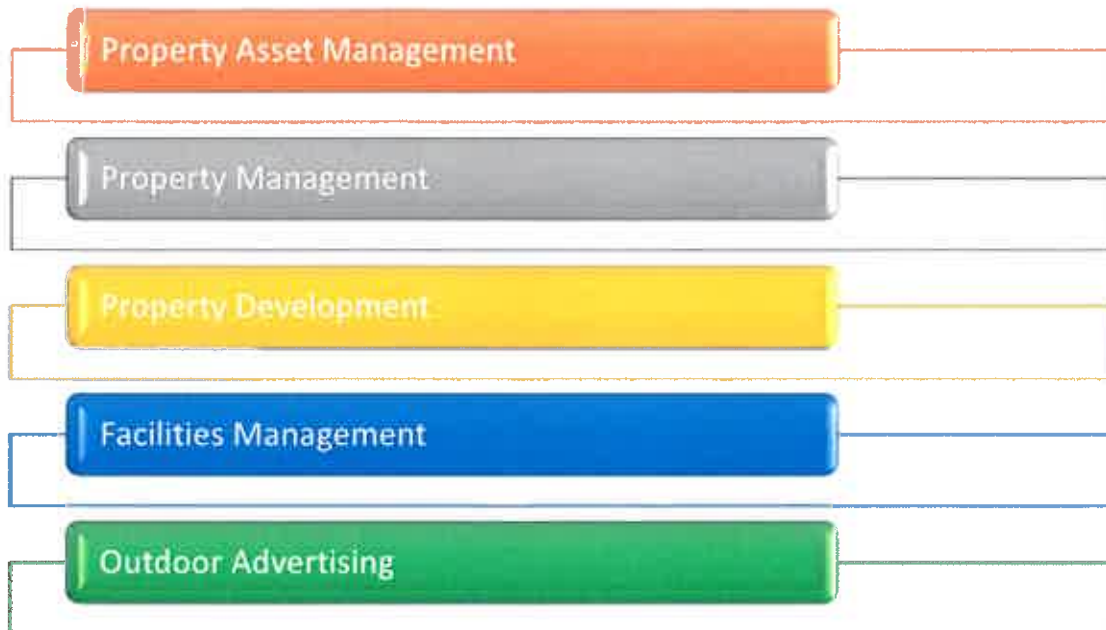 Property Asset Management
Property Management
Property Development
Facilities Management
Outdoor Advertising